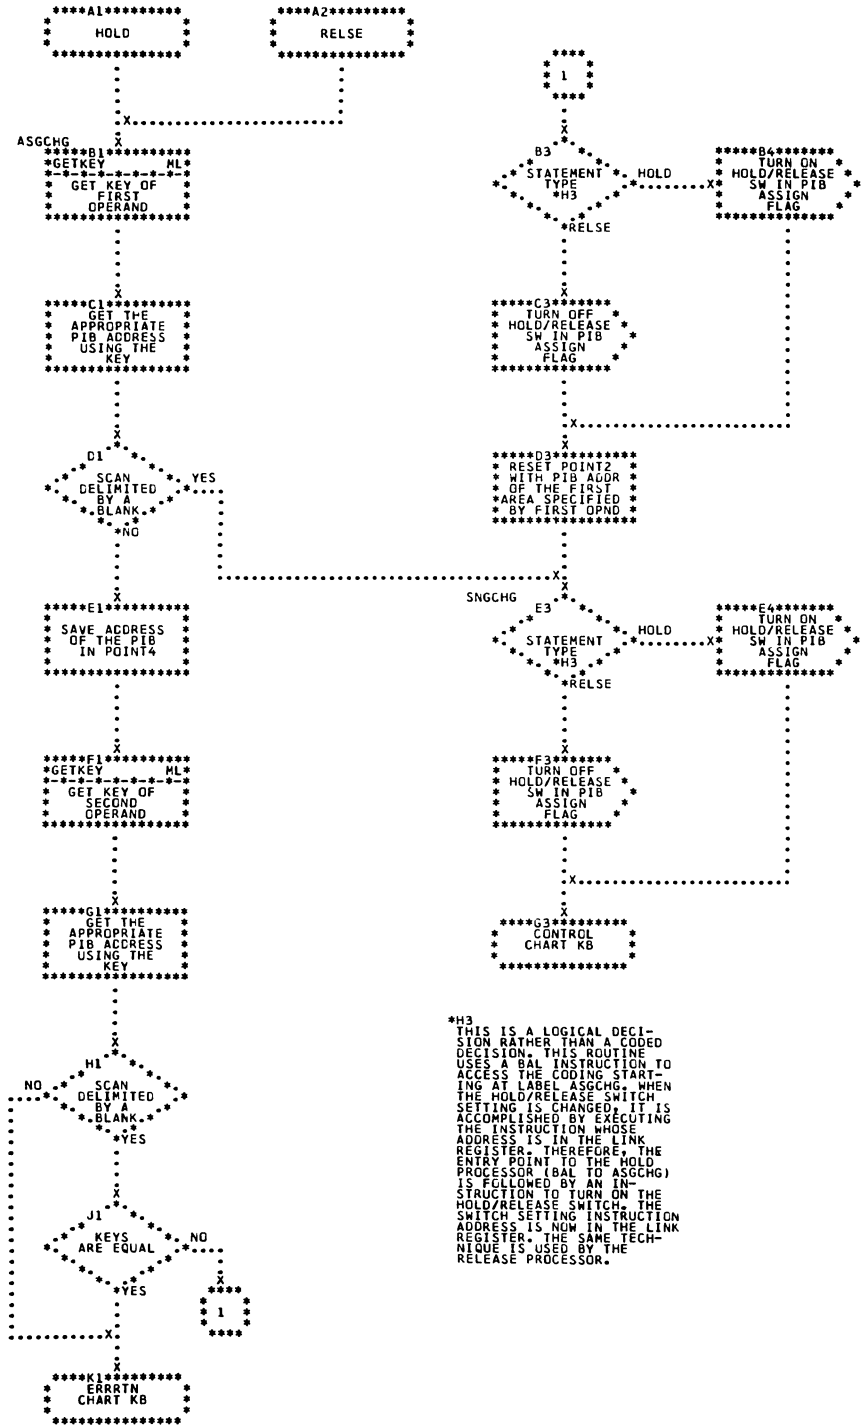 A1
HOLD
A2
RELSE
1
ASGCHG
B1
GETKEY ML
GET KEY OF
FIRST
OPERAND
B3
STATEMENT
TYPE
*H3
HOLD
RELSE
B4
TURN ON
HOLD/RELEASE
SW IN PIB
ASSIGN
FLAG
C1
GET THE
APPROPRIATE
PIB ADDRESS
USING THE
KEY
C3
TURN OFF
HOLD/RELEASE
SW IN PIB
ASSIGN
FLAG
D1
SCAN
DELIMITED
BY A
BLANK
YES
NO
D3
RESET POINT2
WITH PIB ADDR
OF THE FIRST
AREA SPECIFIED
BY FIRST OPND
E1
SAVE ADDRESS
OF THE PIB
IN POINT4
SNGCHG
E3
STATEMENT
TYPE
*H3
HOLD
RELSE
E4
TURN ON
HOLD/RELEASE
SW IN PIB
ASSIGN
FLAG
F1
GETKEY ML
GET KEY OF
SECOND
OPERAND
F3
TURN OFF
HOLD/RELEASE
SW IN PIB
ASSIGN
FLAG
G1
GET THE
APPROPRIATE
PIB ADDRESS
USING THE
KEY
G3
CONTROL
CHART KB
H1
SCAN
DELIMITED
BY A
BLANK
NO
YES
J1
KEYS
ARE EQUAL
NO
YES
1
K1
ERRRTN
CHART KB
*H3
THIS IS A LOGICAL DECI-
SION RATHER THAN A CODED
DECISION. THIS ROUTINE
USES A BAL INSTRUCTION TO
ACCESS THE CODING START-
ING AT LABEL ASGCHG. WHEN
THE HOLD/RELEASE SWITCH
SETTING IS CHANGED, IT IS
ACCOMPLISHED BY EXECUTING
THE INSTRUCTION WHOSE
ADDRESS IS IN THE LINK
REGISTER. THEREFORE, THE
ENTRY POINT TO THE HOLD
PROCESSOR (BAL TO ASGCHG)
IS FOLLOWED BY AN IN-
STRUCTION TO TURN ON THE
HOLD/RELEASE SWITCH. THE
SWITCH SETTING INSTRUCTION
ADDRESS IS NOW IN THE LINK
REGISTER. THE SAME TECH-
NIQUE IS USED BY THE
RELEASE PROCESSOR.